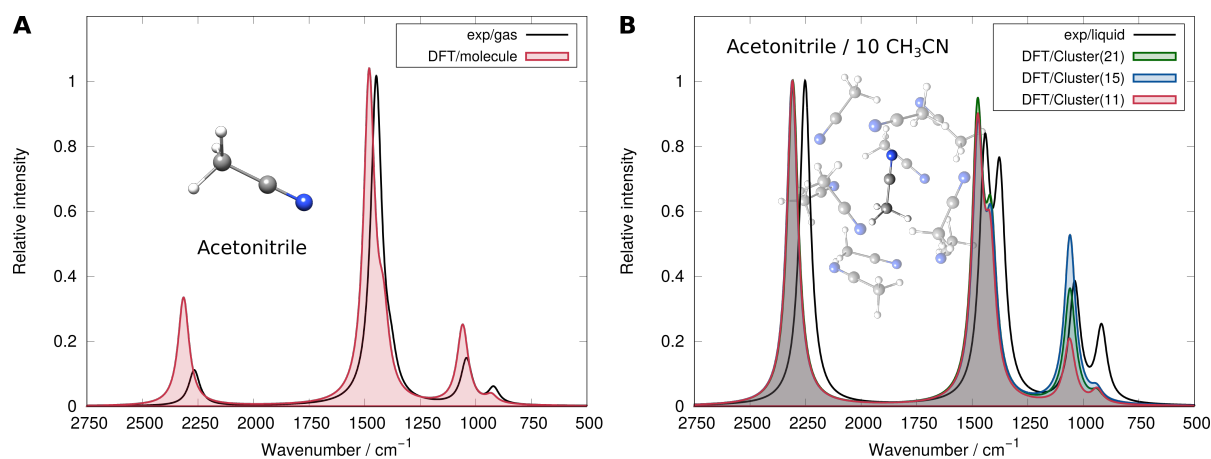 A
exp/gas
DFT/molecule
1
0.8
0.6
0.4
0.2
0
Relative intensity
Acetonitrile
2750 2500 2250 2000 1750 1500 1250 1000 750 500
Wavenumber / cm⁻¹
B
Acetonitrile / 10 CH₃CN
exp/liquid
DFT/Cluster(21)
DFT/Cluster(15)
DFT/Cluster(11)
1
0.8
0.6
0.4
0.2
0
Relative intensity
2750 2500 2250 2000 1750 1500 1250 1000 750 500
Wavenumber / cm⁻¹